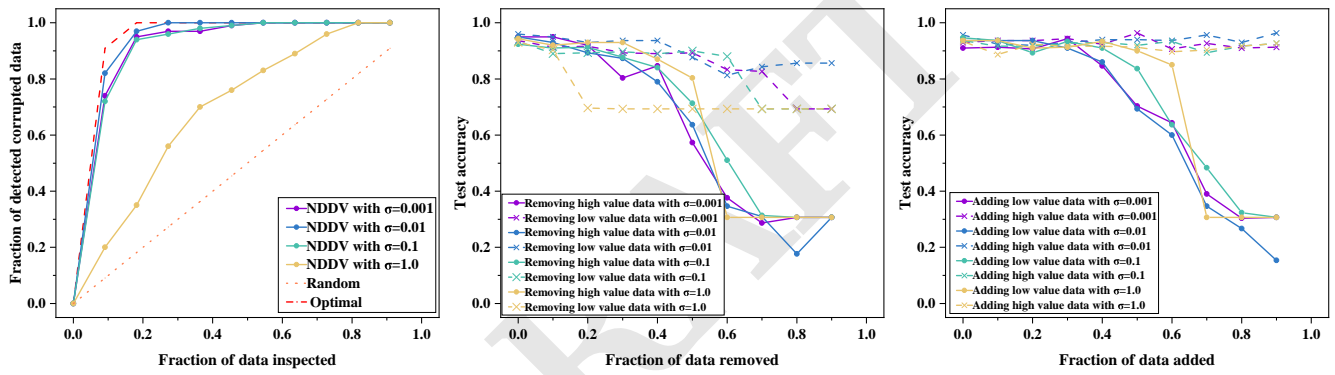 Fraction of detected corrupted data
1.0
0.8
0.6
0.4
0.2
0.0
NDDV with σ=0.001
NDDV with σ=0.01
NDDV with σ=0.1
NDDV with σ=1.0
Random
Optimal
0.0 0.2 0.4 0.6 0.8 1.0
Fraction of data inspected
Test accuracy
1.0
0.8
0.6
0.4
0.2
0.0
Removing high value data with σ=0.001
Removing low value data with σ=0.001
Removing high value data with σ=0.01
Removing low value data with σ=0.01
Removing high value data with σ=0.1
Removing low value data with σ=0.1
Removing high value data with σ=1.0
Removing low value data with σ=1.0
0.0 0.2 0.4 0.6 0.8 1.0
Fraction of data removed
Test accuracy
1.0
0.8
0.6
0.4
0.2
0.0
Adding low value data with σ=0.001
Adding high value data with σ=0.001
Adding low value data with σ=0.01
Adding high value data with σ=0.01
Adding low value data with σ=0.1
Adding high value data with σ=0.1
Adding low value data with σ=1.0
Adding high value data with σ=1.0
0.0 0.2 0.4 0.6 0.8 1.0
Fraction of data added
RAFT